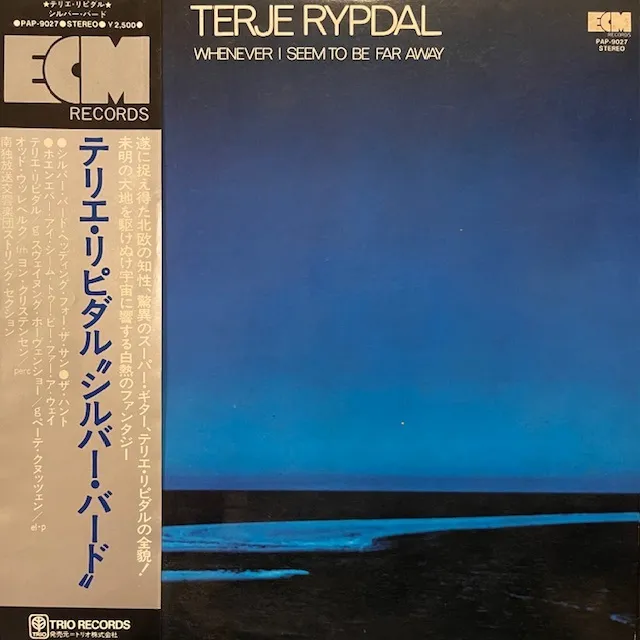 ★テリエ・リピダル★
シルバー・バード
●PAP-9027●STEREO●¥2,500●
ECM
RECORDS
遂に捉え得た北欧の知性、驚異のスーパー・ギター、テリエ・リピダルの全貌!
未明の大地を駆けぬけ宇宙に響する白熱のファンタジー
テリエ・リピダル〝シルバー・バード〟
●シルバー・バード・ヘッディング・フォー・ザ・サン●ザ・ハント
●ホエンエバー・アイ・シーム・トゥ・ビー・ファー・ア・ウェイ
テリエ・リピダル/g スヴェイヌング・ホーヴェンショー/g ペーテ・クヌッツェン/el-p
オッド・ウッレベルク/ ヨン・クリステンセン/perc
南独放送交響楽団ストリング・セクション
TRIO
TRIO RECORDS
発売元=トリオ株式会社
TERJE RYPDAL
WHENEVER I SEEM TO BE FAR AWAY
ECM
RECORDS
PAP-9027
STEREO